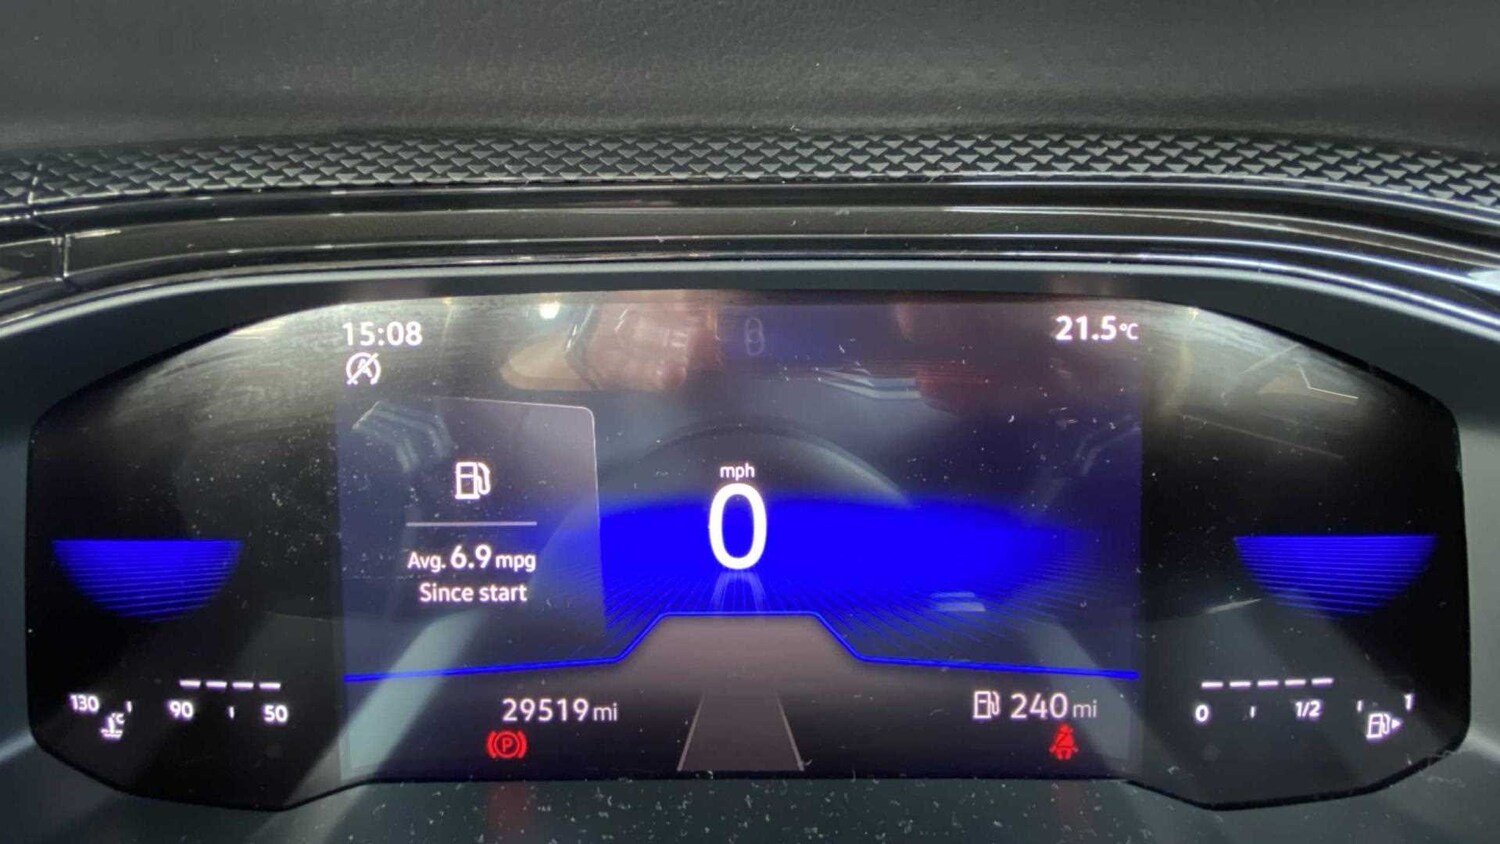 15:08
21.5°C
mph
0
Avg. 6.9 mpg
Since start
130 90 50
°C
29519 mi
240 mi
0 1/2 1
P